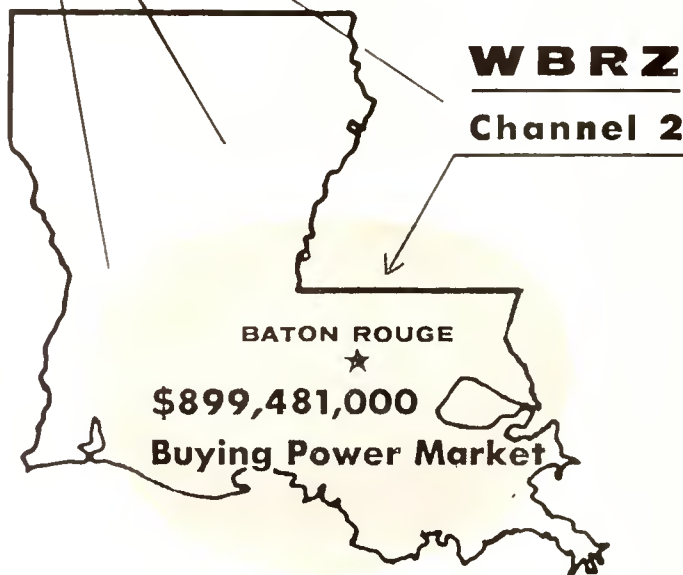 WBRZ
Channel 2
BATON ROUGE
$899,481,000
Buying Power Market